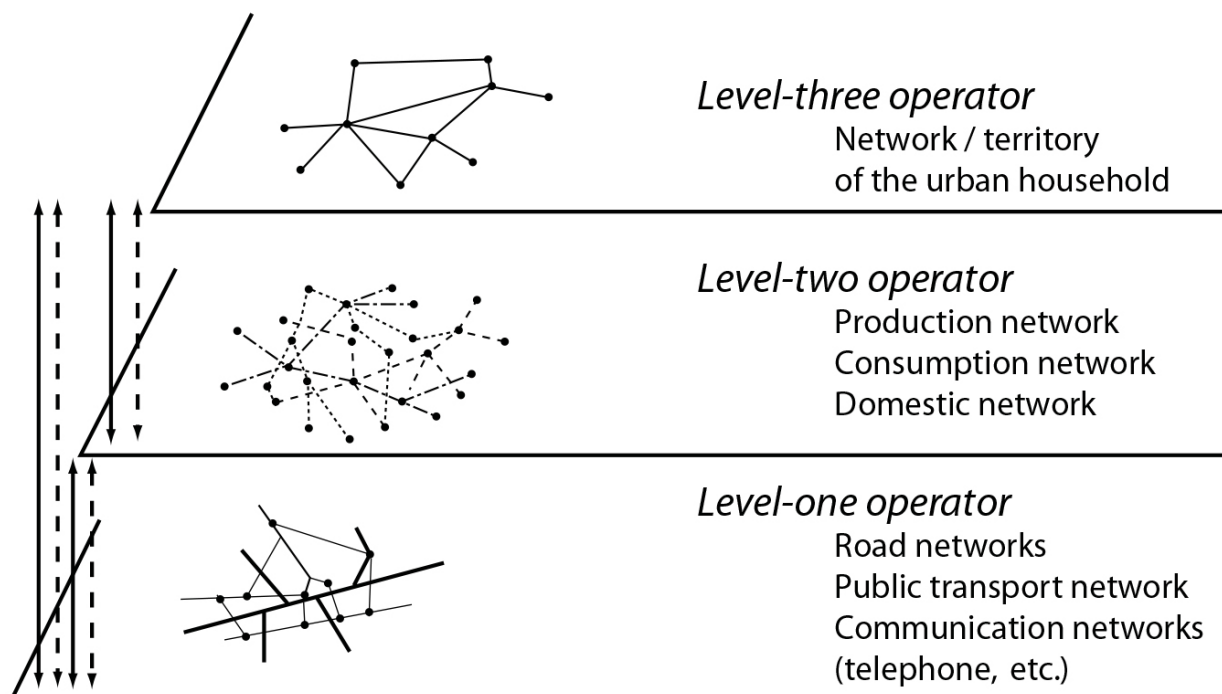 Level-three operator
Network / territory
of the urban household
Level-two operator
Production network
Consumption network
Domestic network
Level-one operator
Road networks
Public transport network
Communication networks
(telephone, etc.)